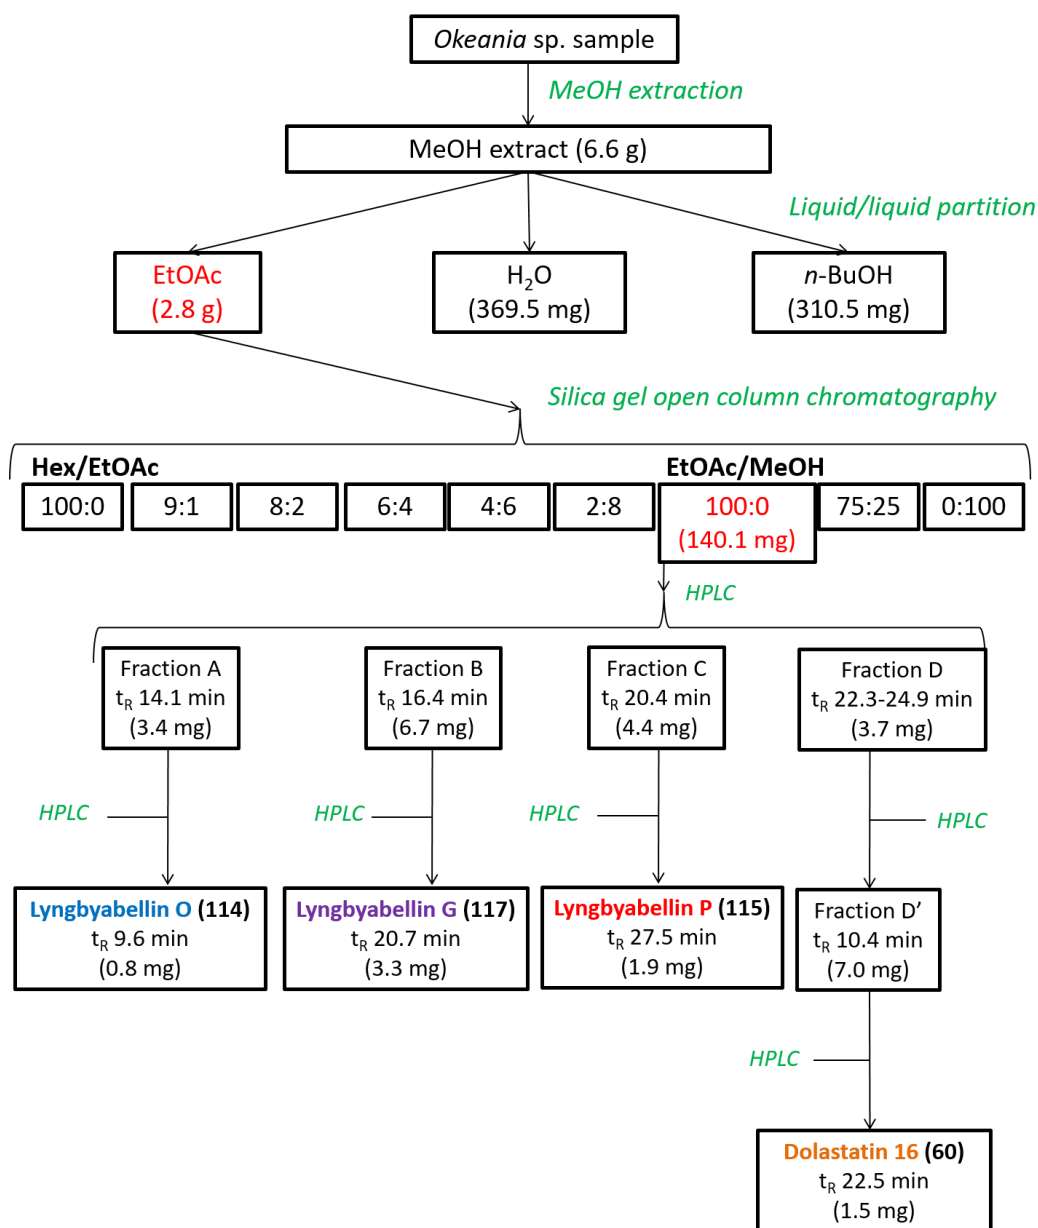 Okeania sp. sample
MeOH extraction
MeOH extract (6.6 g)
Liquid/liquid partition
EtOAc
(2.8 g)
H₂O
(369.5 mg)
n-BuOH
(310.5 mg)
Silica gel open column chromatography
Hex/EtOAc
EtOAc/MeOH
100:0
9:1
8:2
6:4
4:6
2:8
100:0
(140.1 mg)
75:25
0:100
HPLC
Fraction A
tR 14.1 min
(3.4 mg)
Fraction B
tR 16.4 min
(6.7 mg)
Fraction C
tR 20.4 min
(4.4 mg)
Fraction D
tR 22.3-24.9 min
(3.7 mg)
HPLC
HPLC
HPLC
HPLC
Lyngbyabellin O (114)
tR 9.6 min
(0.8 mg)
Lyngbyabellin G (117)
tR 20.7 min
(3.3 mg)
Lyngbyabellin P (115)
tR 27.5 min
(1.9 mg)
Fraction D’
tR 10.4 min
(7.0 mg)
HPLC
Dolastatin 16 (60)
tR 22.5 min
(1.5 mg)